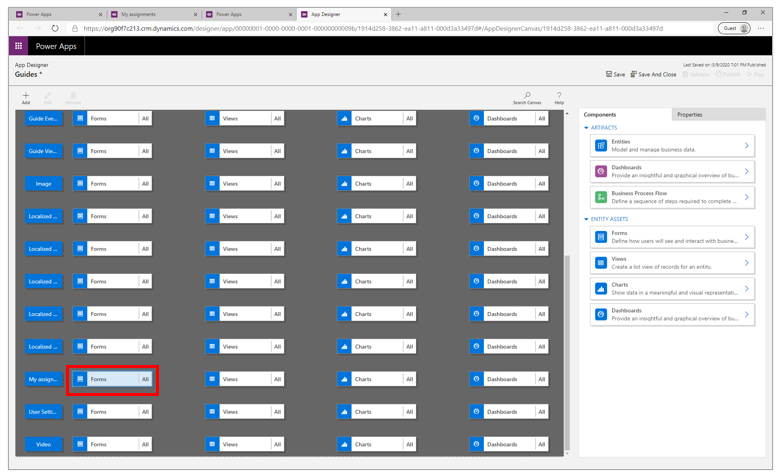 Power Apps
My assignments
Power Apps
App Designer
https://org90f7c213.crm.dynamics.com/designer/app/00000001-0000-0000-0001-00000000009b/1914d258-3862-ea11-a811-000d3a33497d#/AppDesignerCanvas/1914d258-3862-ea11-a811-000d3a33497d
Guest
Power Apps
App Designer
Guides *
Last Saved on :3/9/2020 7:01 PM Published
Save Save And Close Validate Publish Play
Add Edit Remove Search Canvas Help
Guide Eve... Forms All Views All Charts All Dashboards All
Guide Vie... Forms All Views All Charts All Dashboards All
Image Forms All Views All Charts All Dashboards All
Localized ... Forms All Views All Charts All Dashboards All
Localized ... Forms All Views All Charts All Dashboards All
Localized ... Forms All Views All Charts All Dashboards All
Localized ... Forms All Views All Charts All Dashboards All
Localized ... Forms All Views All Charts All Dashboards All
My assign... Forms All Views All Charts All Dashboards All
User Setti... Forms All Views All Charts All Dashboards All
Video Forms All Views All Charts All Dashboards All
Components Properties
ARTIFACTS
Entities
Model and manage business data.
Dashboards
Provide an insightful and graphical overview of bu...
Business Process Flow
Define a sequence of steps required to complete ...
ENTITY ASSETS
Forms
Define how users will see and interact with busine...
Views
Create a list view of records for an entity.
Charts
Show data in a meaningful and visual representati...
Dashboards
Provide an insightful and graphical overview of bu...